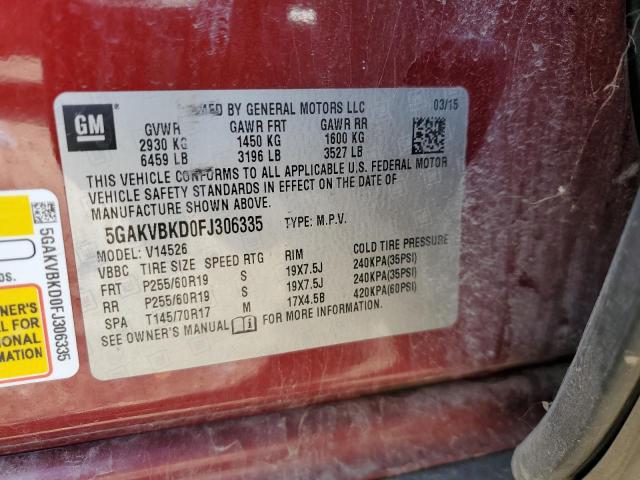 GM
MED BY GENERAL MOTORS LLC 03/15
GVWR GAWR FRT GAWR RR
2930 KG 1450 KG 1600 KG
6459 LB 3196 LB 3527 LB
THIS VEHICLE CONFORMS TO ALL APPLICABLE U.S. FEDERAL MOTOR
VEHICLE SAFETY STANDARDS IN EFFECT ON THE DATE OF
MANUFACTURE SHOWN ABOVE.
5GAKVBKD0FJ306335 TYPE: M.P.V.
MODEL: V14526
VBBC TIRE SIZE SPEED RTG RIM COLD TIRE PRESSURE
FRT P255/60R19 S 19X7.5J 240KPA(35PSI)
RR P255/60R19 S 19X7.5J 240KPA(35PSI)
SPA T145/70R17 M 17X4.5B 420KPA(60PSI)
SEE OWNER'S MANUAL FOR MORE INFORMATION.
5GAKVBKD0FJ306335
OWNER'S
L FOR
TIONAL
MATION